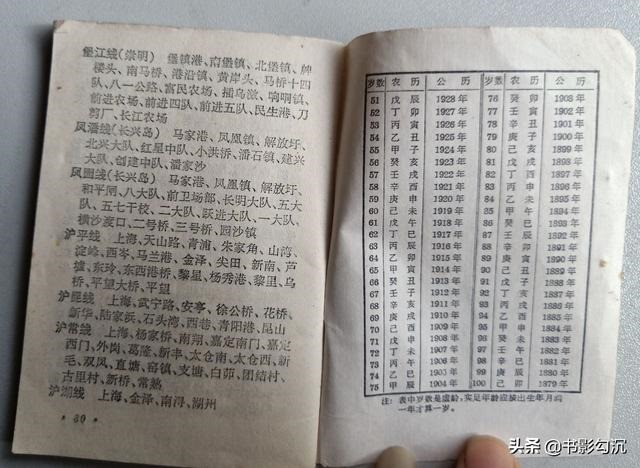 堡江线(崇明) 堡镇港、南堡镇、北堡镇、牌
楼头、南马桥、港沿镇、黄岸头、马桥十四
队、八一公路、富民农场、插乌激、响哃镇、
前进农场、前进四队、前进五队、民生港、刀
剪厂、长江农场
凤潘线(长兴岛) 马家港、凤凰镇、解放圩、
北兴大队、红星中队、小洪桥、潘石镇、建兴
大队、创建中队、潘家沙
凤圆线(长兴岛) 马家港、凤凰镇、解放圩、
和平闸、八大队、前卫场部、长明大队、五大
队、五七干校、二大队、跃进大队、一大队、
横沙渡口、二号桥、三号桥、圆沙镇
沪平线 上海、天山路、青浦、朱家角、山湾、
淀峰、西岑、马兰港、金泽、尖田、新南、芦
墟、东玲、东西港桥、黎星、杨秀港、黎里、乌
桥、平望大桥、平望
沪昆线 上海、武宁路、安亭、徐公桥、花桥、
新华、陆家浜、石头湾、西巷、青阳港、昆山
沪常线 上海、杨家桥、南翔、嘉定南门、嘉定
西门、外岗、葛隆、新丰、太仓南、太仓西、新
毛、双凤、直塘、窑镇、支塘、白茆、团结村、
古里村、新桥、常熟
沪湖线 上海、金泽、南浔、湖州
·80·
岁数 农历 公历 岁数 农历 公历
51 戊辰 1928年 76 癸卯 1903年
52 丁卯 1927年 77 壬寅 1902年
53 丙寅 1926年 78 辛丑 1901年
54 乙丑 1925年 79 庚子 1900年
55 甲子 1924年 80 己亥 1899年
56 癸亥 1923年 81 戊戌 1898年
57 壬戌 1922年 82 丁酉 1897年
58 辛酉 1921年 83 丙申 1896年
59 庚申 1920年 84 乙未 1895年
60 己未 1919年 85 甲午 1894年
61 戊午 1918年 86 癸巳 1893年
62 丁巳 1917年 87 壬辰 1892年
63 丙辰 1916年 88 辛卯 1891年
64 乙卯 1915年 89 庚寅 1890年
65 甲寅 1914年 90 己丑 1889年
66 癸丑 1913年 91 戊子 1888年
67 壬子 1912年 92 丁亥 1887年
68 辛亥 1911年 93 丙戌 1886年
69 庚戌 1910年 94 乙酉 1885年
70 己酉 1909年 95 甲申 1884年
71 戊申 1908年 96 癸未 1883年
72 丁未 1907年 97 壬午 1882年
73 丙午 1906年 98 辛巳 1881年
74 乙巳 1905年 99 庚辰 1880年
75 甲辰 1904年 100 己卯 1879年
注:表中岁数是虚龄,实足年龄应按出生年月满
一年才算一岁。
头条 @书影勾沉